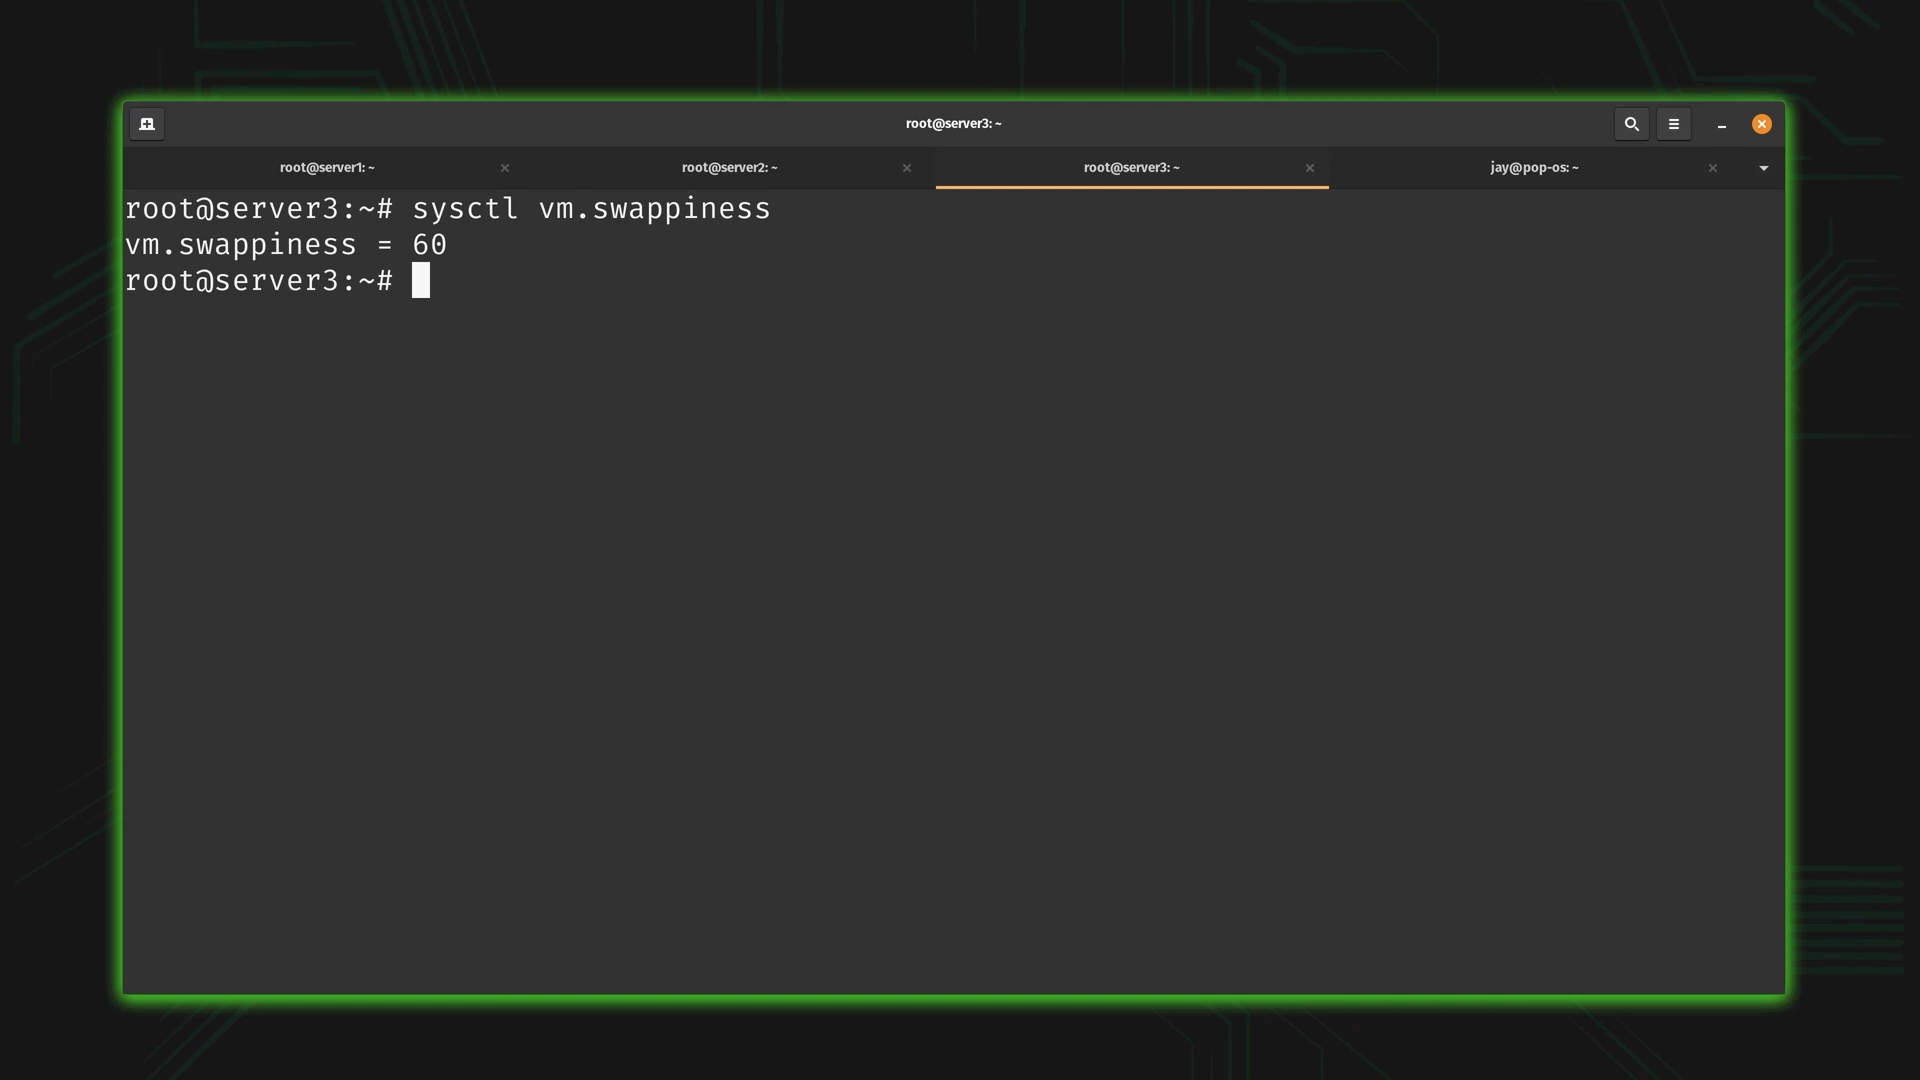 root@server3: ~
root@server1: ~
root@server2: ~
root@server3: ~
jay@pop-os: ~
root@server3:~# sysctl vm.swappiness
vm.swappiness = 60
root@server3:~#